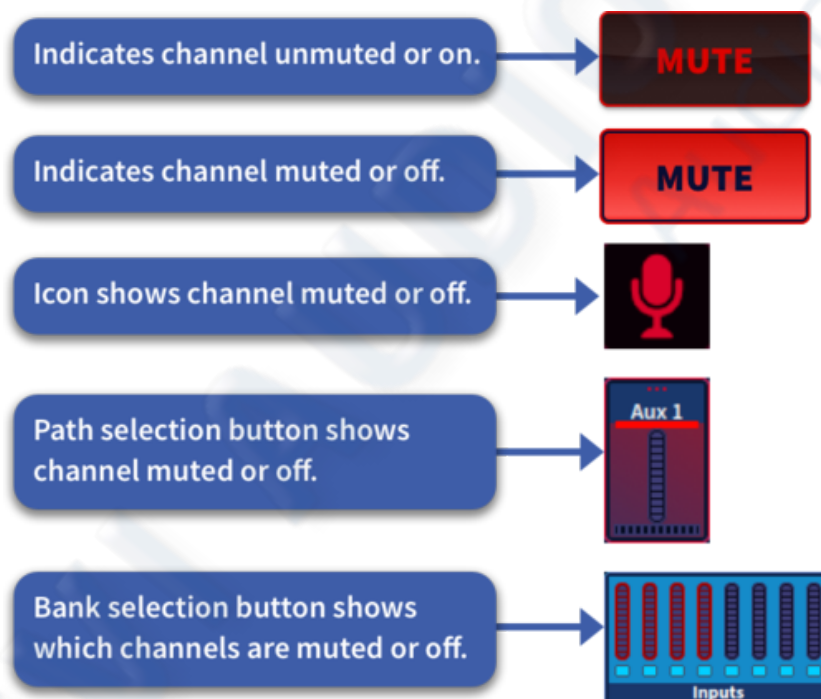 Indicates channel unmuted or on.
MUTE
Indicates channel muted or off.
MUTE
Icon shows channel muted or off.
Path selection button shows
channel muted or off.
Aux 1
Bank selection button shows
which channels are muted or off.
Inputs